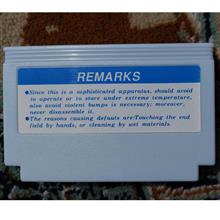 REMARKS
●Since this is a sophisticated apparatus, should avoid
to operate or to store under extreme temperature,
also avoid violent bumps is necessary; moreover,
never disassemble it.
●The reasons causing defauts are:Touching the end
field by hands, or cleaning by wet materials.